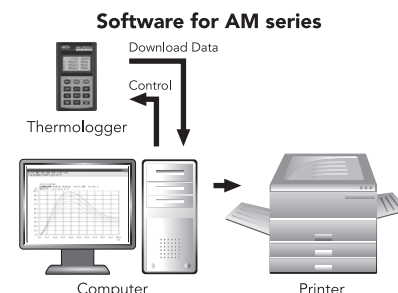 Software for AM series
Download Data
Control
Thermologger
Computer
Printer